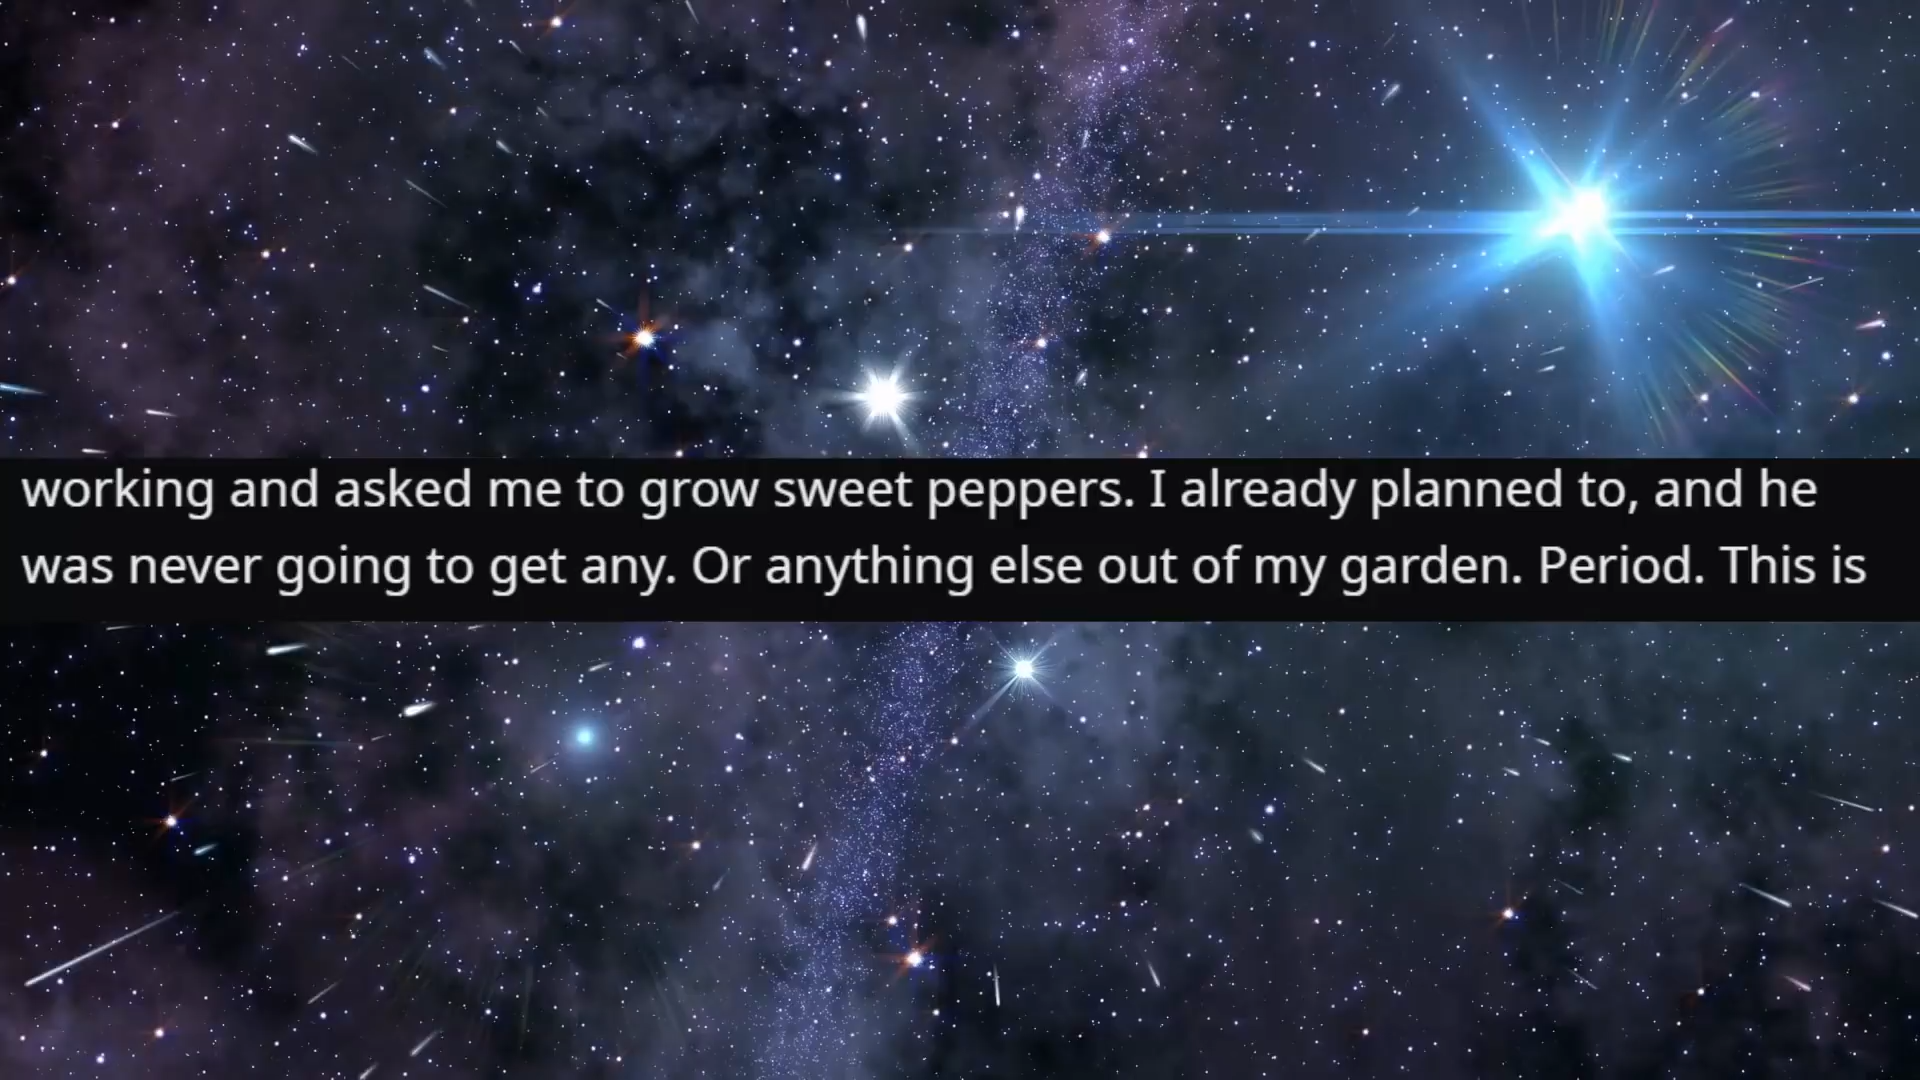 working and asked me to grow sweet peppers. I already planned to, and he
was never going to get any. Or anything else out of my garden. Period. This is